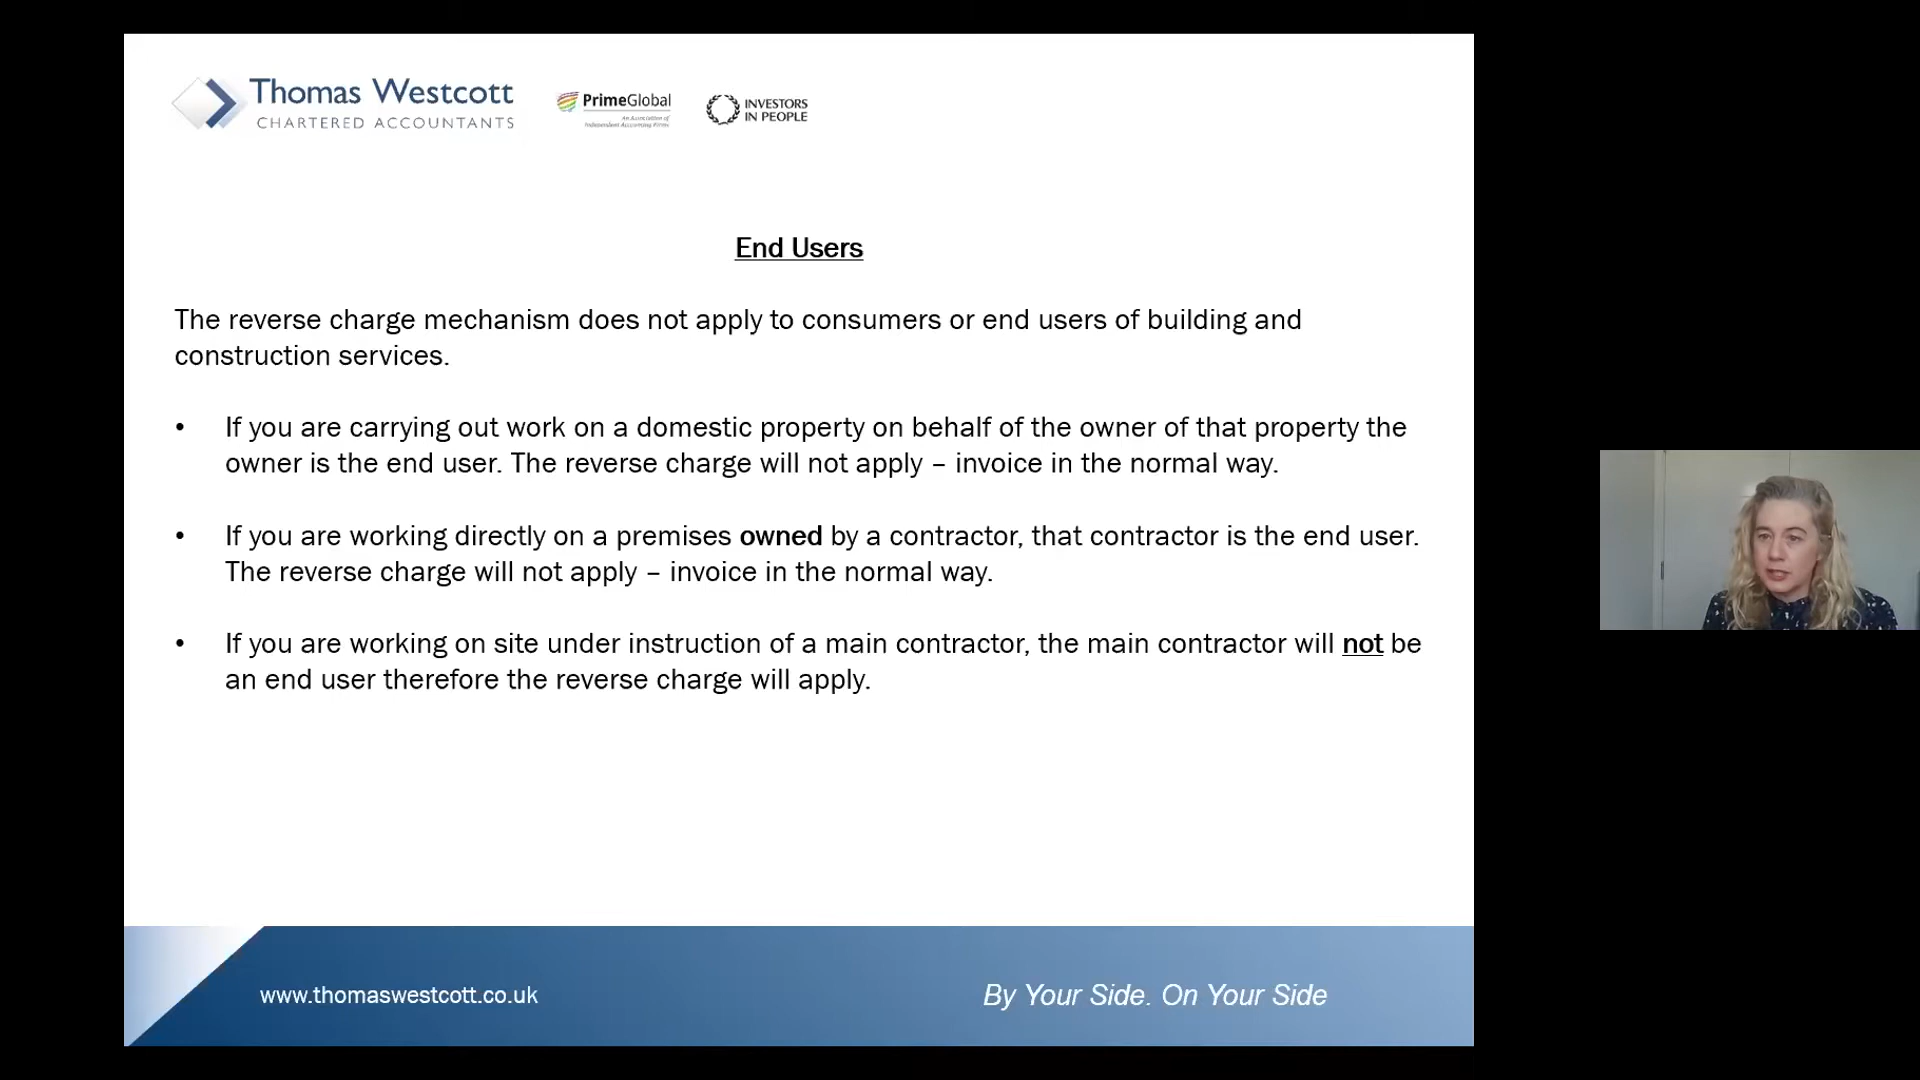 Thomas Westcott
CHARTERED ACCOUNTANTS
PrimeGlobal
An Association of
Independent Accounting Firms
INVESTORS
IN PEOPLE
End Users
The reverse charge mechanism does not apply to consumers or end users of building and
construction services.
• If you are carrying out work on a domestic property on behalf of the owner of that property the
owner is the end user. The reverse charge will not apply – invoice in the normal way.
• If you are working directly on a premises owned by a contractor, that contractor is the end user.
The reverse charge will not apply – invoice in the normal way.
• If you are working on site under instruction of a main contractor, the main contractor will not be
an end user therefore the reverse charge will apply.
www.thomaswestcott.co.uk
By Your Side. On Your Side